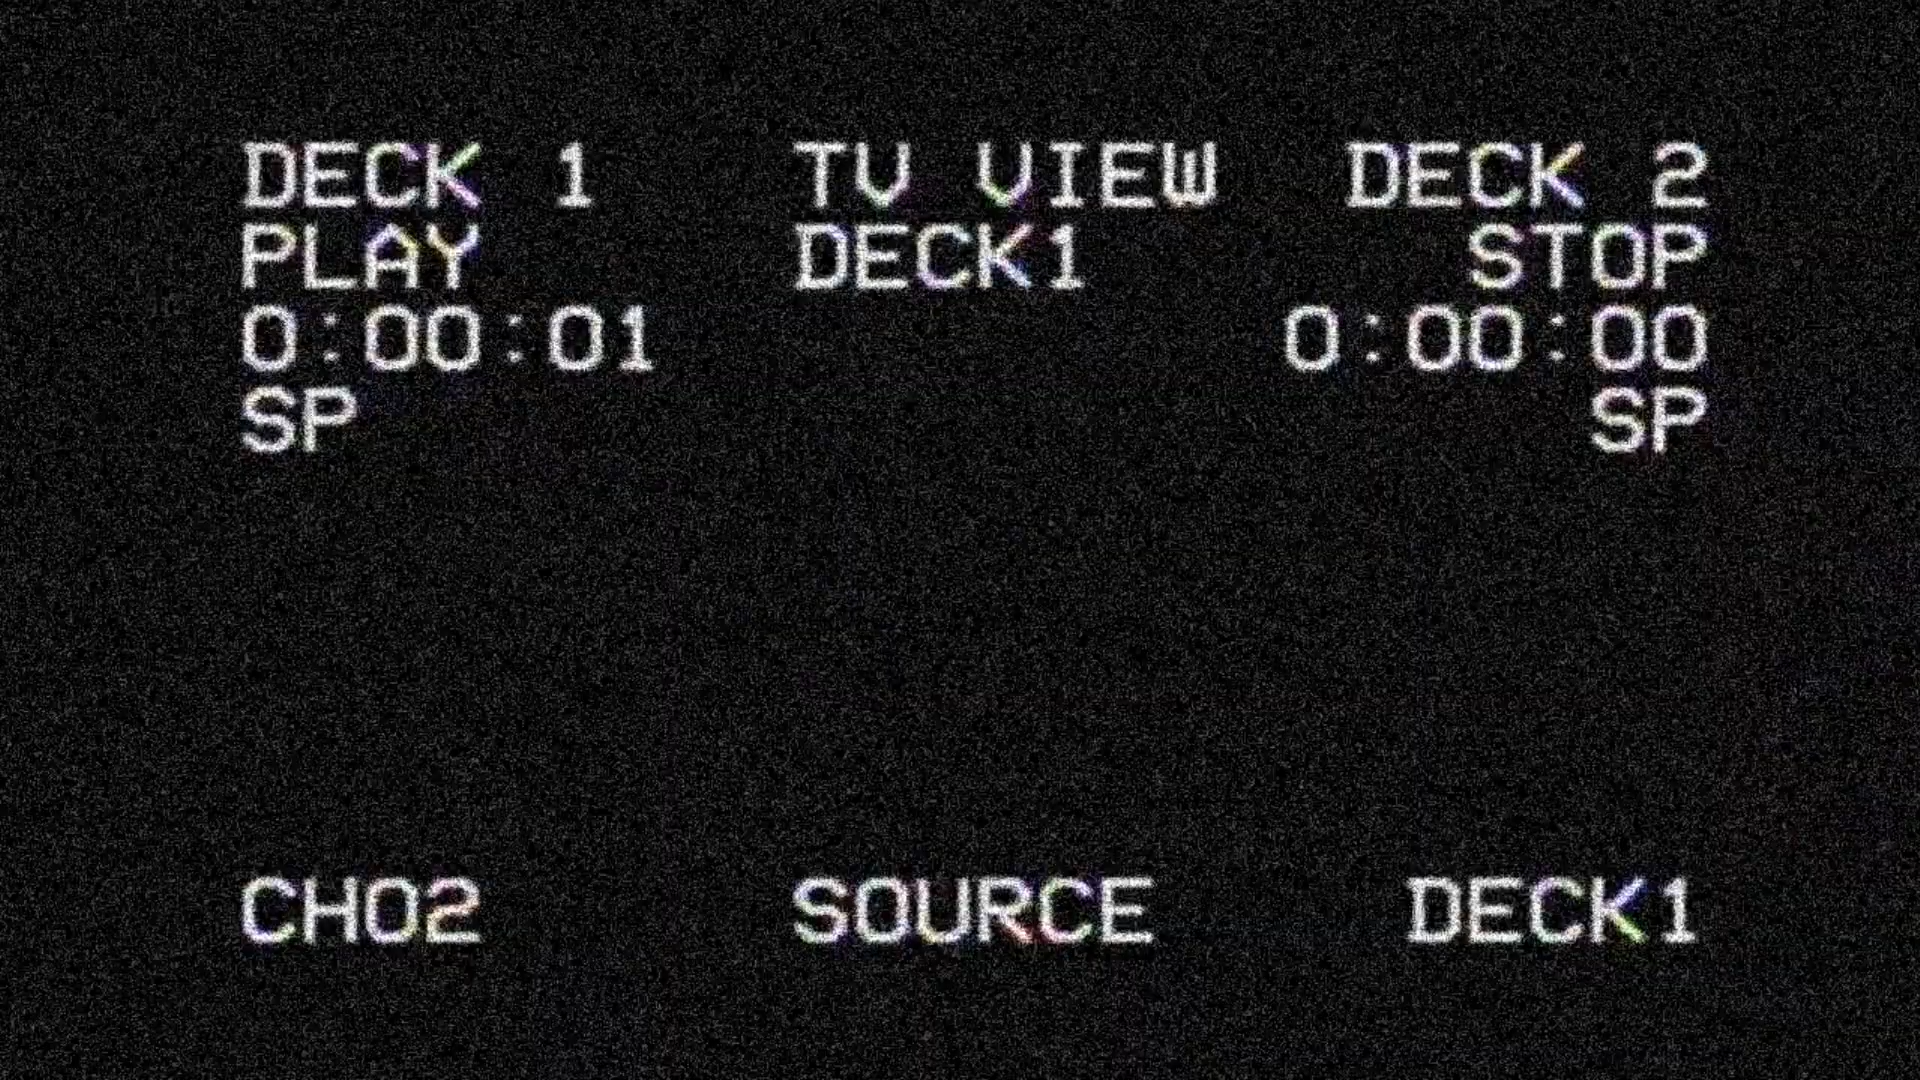 DECK 1 TV VIEW DECK 2
PLAY DECK1 STOP
0:00:01 0:00:00
SP SP
CH02 SOURCE DECK1